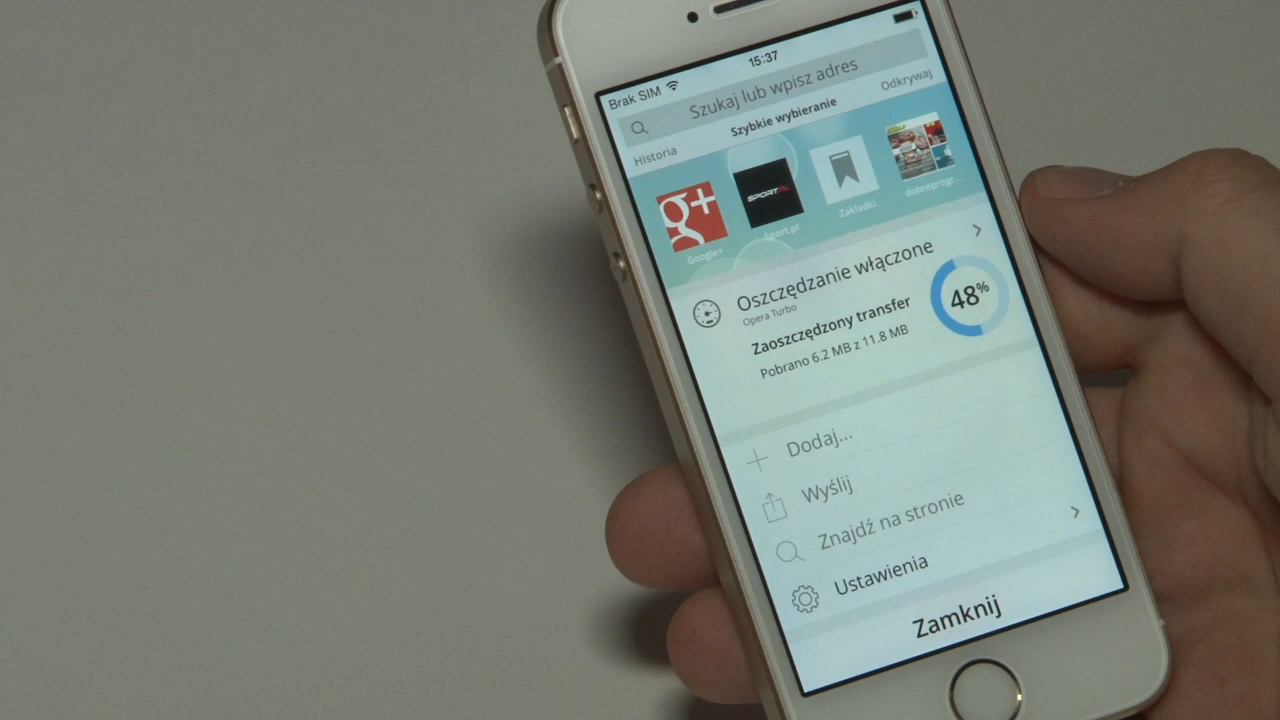 Brak SIM 15:37
Szukaj lub wpisz adres
Historia Szybkie wybieranie Odkrywaj
g+ SPORT.PL
Google+ Sport.pl Zakładki dobreprogr...
Oszczędzanie włączone
Opera Turbo
Zaoszczędzony transfer
48%
Pobrano 6.2 MB z 11.8 MB
Dodaj...
Wyślij
Znajdź na stronie
Ustawienia
Zamknij